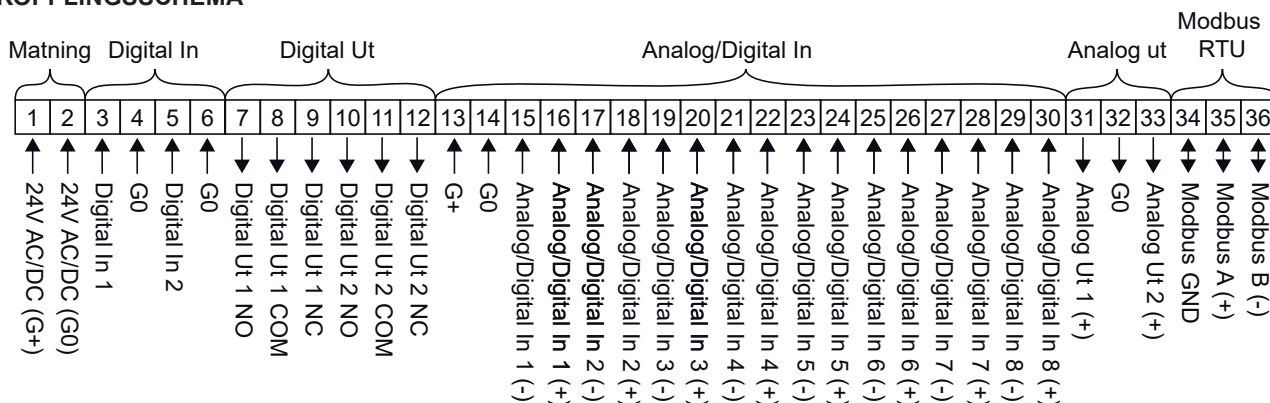 KOPPLINGSSCHEMA
Matning
Digital In
Digital Ut
Analog/Digital In
Analog ut
Modbus
RTU
1 2 3 4 5 6 7 8 9 10 11 12 13 14 15 16 17 18 19 20 21 22 23 24 25 26 27 28 29 30 31 32 33 34 35 36
24V AC/DC (G+)
24V AC/DC (G0)
Digital In 1
G0
Digital In 2
G0
Digital Ut 1 NO
Digital Ut 1 COM
Digital Ut 1 NC
Digital Ut 2 NO
Digital Ut 2 COM
Digital Ut 2 NC
G+
G0
Analog/Digital In 1 (-)
Analog/Digital In 1 (+)
Analog/Digital In 2 (-)
Analog/Digital In 2 (+)
Analog/Digital In 3 (-)
Analog/Digital In 3 (+)
Analog/Digital In 4 (-)
Analog/Digital In 4 (+)
Analog/Digital In 5 (-)
Analog/Digital In 5 (+)
Analog/Digital In 6 (-)
Analog/Digital In 6 (+)
Analog/Digital In 7 (-)
Analog/Digital In 7 (+)
Analog/Digital In 8 (-)
Analog/Digital In 8 (+)
Analog Ut 1 (+)
G0
Analog Ut 2 (+)
Modbus GND
Modbus A (+)
Modbus B (-)